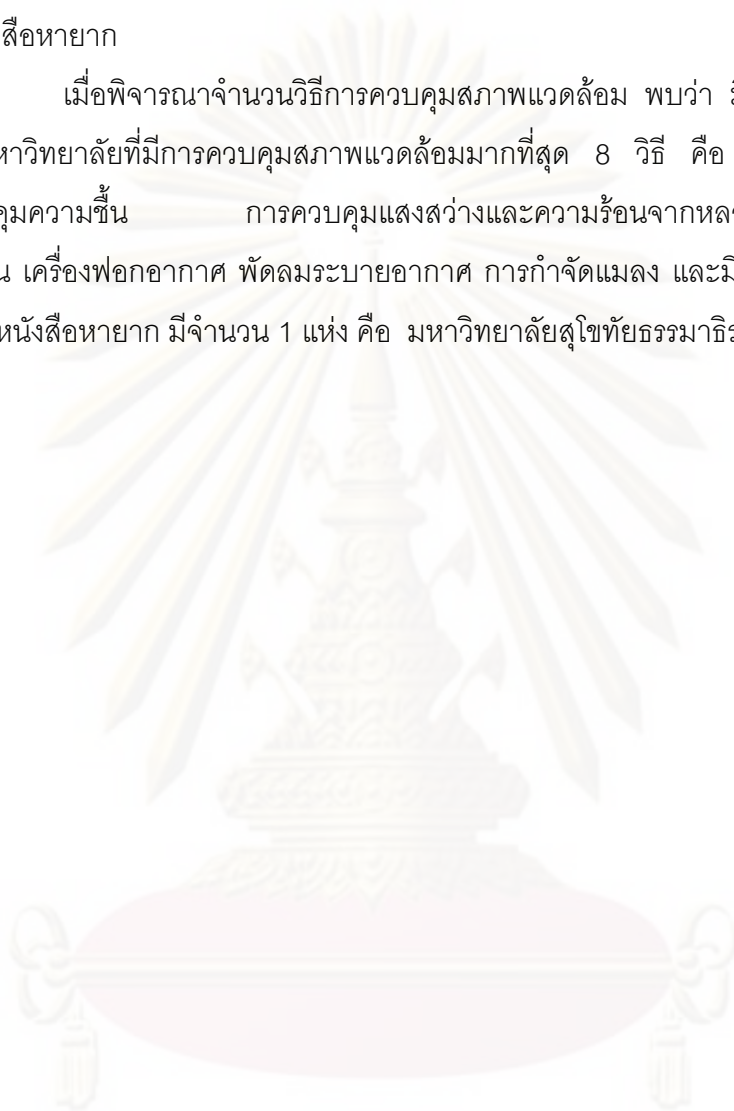 สือหายาก
เมื่อพิจารณาจำนวนวิธีการควบคุมสภาพแวดล้อม พบว่า
หาวิทยาลัยที่มีการควบคุมสภาพแวดล้อมมากที่สุด 8 วิธี คือ
คุมความชื้น การควบคุมแสงสว่างและความร้อนจาก
น เครื่องฟอกอากาศ พัดลมระบายอากาศ การกำจัดแมลง และ
หนังสือหายาก มีจำนวน 1 แห่ง คือ มหาวิทยาลัยสุโขทัยธรรมาธิร